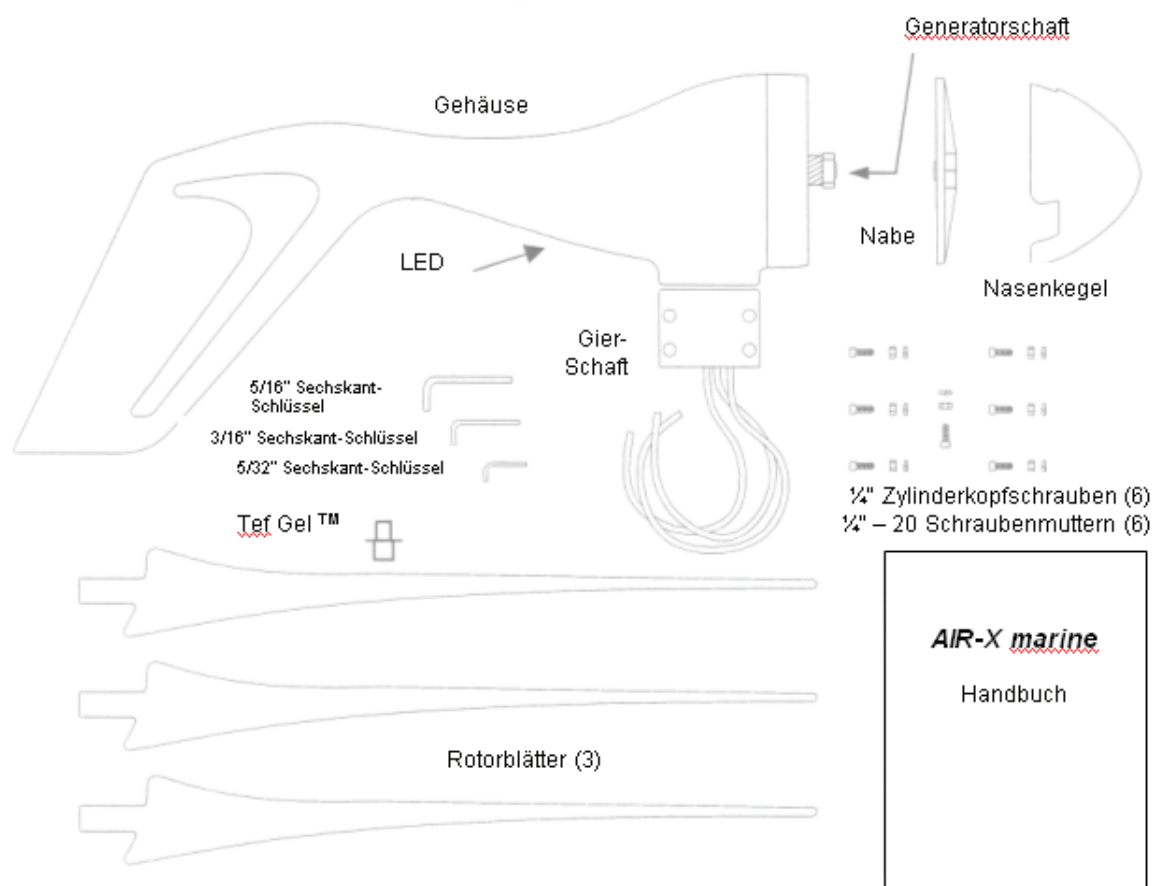 Generatorschaft
Gehäuse
Nabe
LED
Nasenkegel
Gier-
Schaft
5/16" Sechskant-
Schlüssel
3/16" Sechskant-Schlüssel
5/32" Sechskant-Schlüssel
¼" Zylinderkopfschrauben (6)
¼" – 20 Schraubenmuttern (6)
Tef Gel ™
AIR-X marine
Handbuch
Rotorblätter (3)